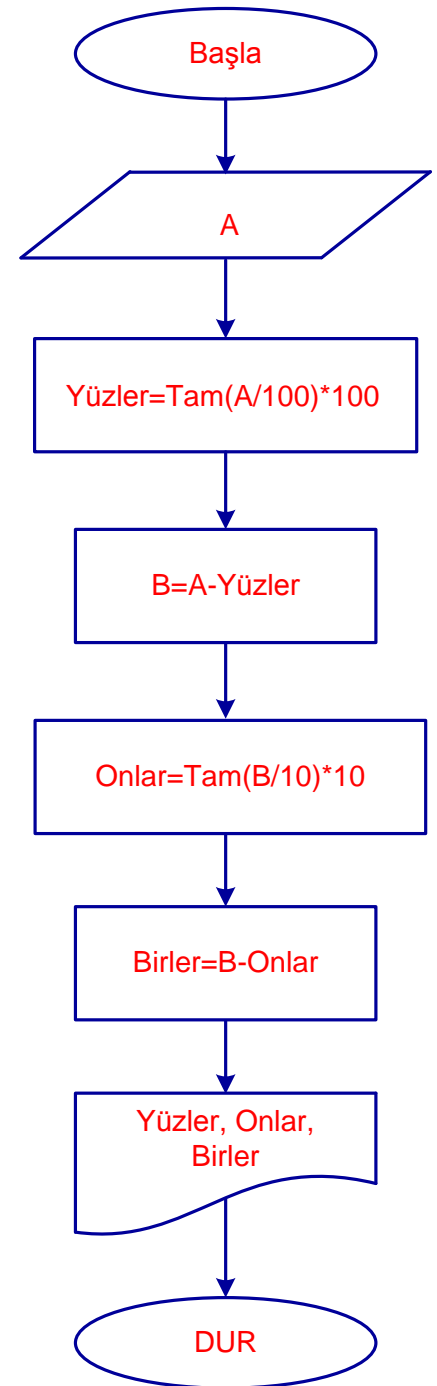 Başla
A
Yüzler=Tam(A/100)*100
B=A-Yüzler
Onlar=Tam(B/10)*10
Birler=B-Onlar
Yüzler, Onlar,
Birler
DUR